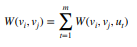 W(v_i, v_j) = \sum_{t=1}^{m} W(v_i, v_j, u_t)